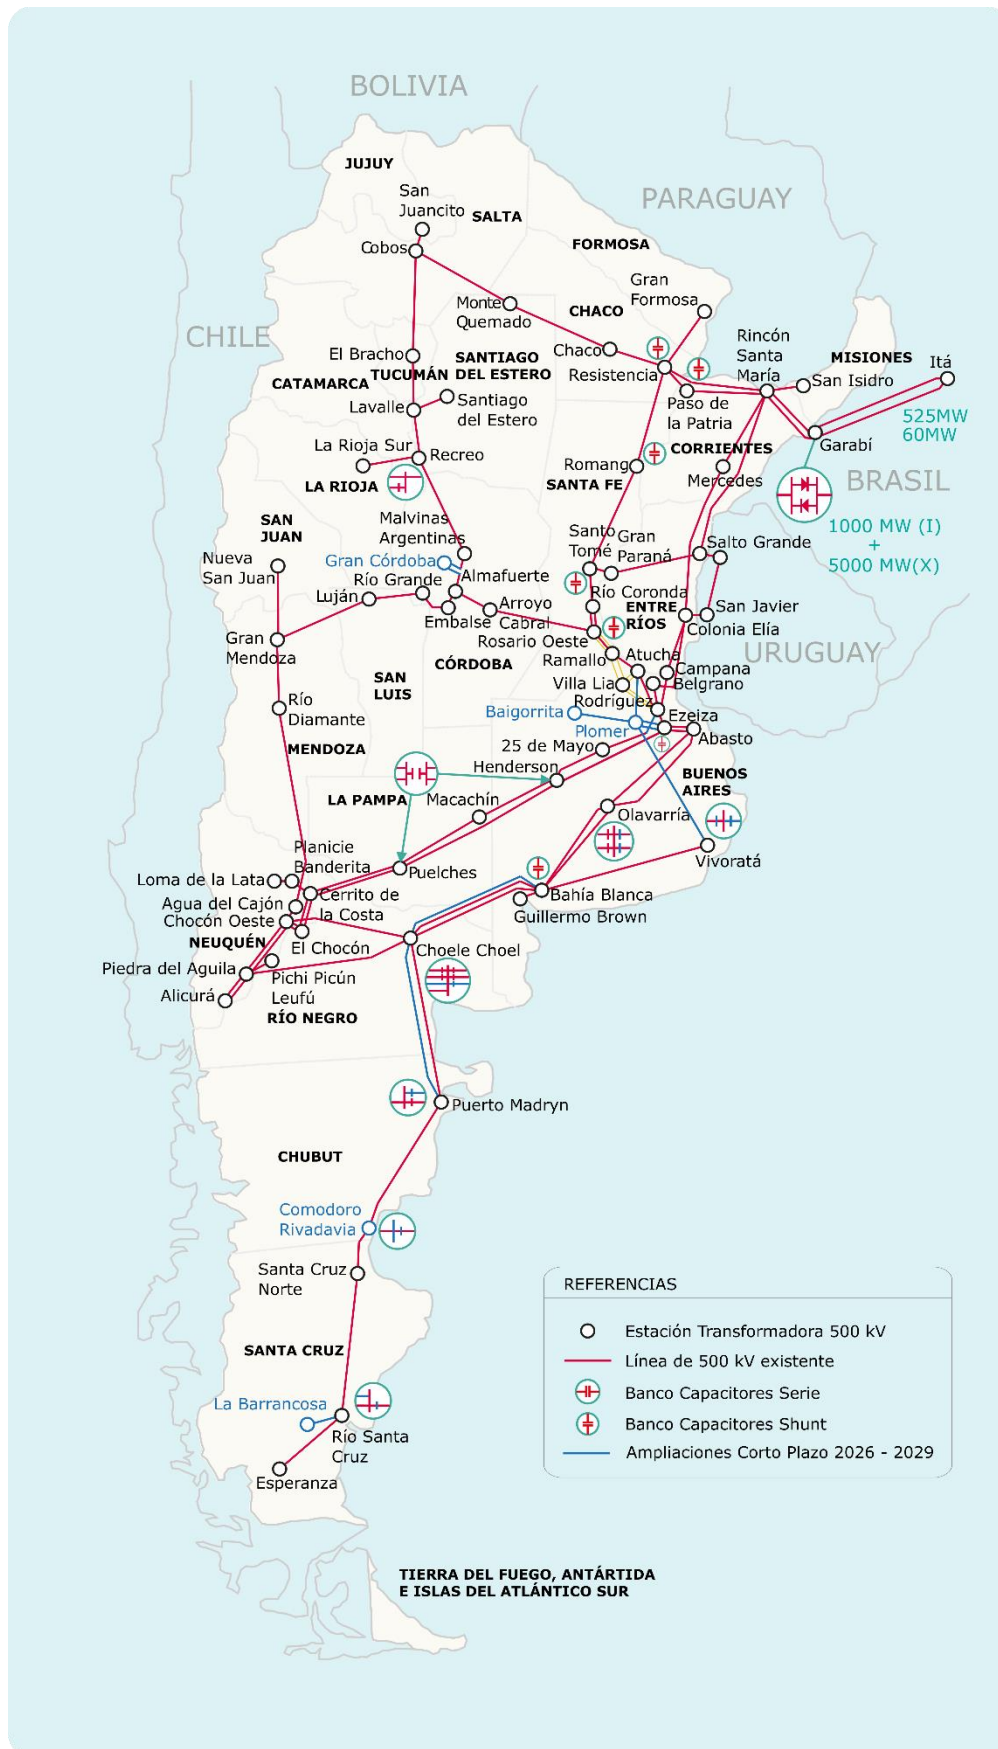 BOLIVIA
JUJUY
San
Juancito
SALTA
PARAGUAY
Cobos
FORMOSA
Gran
Formosa
Monte
Quemado
CHACO
CHILE
Rincón
Santa
María
El Bracho
SANTIAGO
DEL ESTERO
Chaco
MISIONES
Itá
CATAMARCA
TUCUMÁN
Resistencia
San Isidro
Lavalle
Santiago
del Estero
Paso de
la Patria
525MW
60MW
La Rioja Sur
Recreo
CORRIENTES
Garabí
Romang
LA RIOJA
SANTA FE
Mercedes
BRASIL
SAN
JUAN
Malvinas
Argentinas
1000 MW (I)
+
5000 MW(X)
Santo
Tomé
Gran
Paraná
Salto Grande
Nueva
San Juan
Gran Córdoba
Río Grande
Almafuerte
Luján
Río Coronda
Embalse
Arroyo
Cabral
ENTRE
RÍOS
San Javier
Colonia Elía
Gran
Mendoza
Rosario Oeste
CÓRDOBA
Ramallo
Atucha
URUGUAY
SAN
LUIS
Campana
Villa Lia
Belgrano
Río
Diamante
Rodríguez
Baigorrita
Ezeiza
Plomer
Abasto
MENDOZA
25 de Mayo
Henderson
BUENOS
AIRES
LA PAMPA
Macachín
Olavarría
Planicie
Banderita
Vivoratá
Loma de la Lata
Puelches
Cerrito de
la Costa
Bahía Blanca
Agua del Cajón
Guillermo Brown
Chocón Oeste
NEUQUÉN
El Chocón
Choele Choel
Piedra del Aguila
Pichi Picún
Leufú
Alicurá
RÍO NEGRO
Puerto Madryn
CHUBUT
Comodoro
Rivadavia
Santa Cruz
Norte
SANTA CRUZ
La Barrancosa
Río Santa
Cruz
Esperanza
REFERENCIAS
Estación Transformadora 500 kV
Línea de 500 kV existente
Banco Capacitores Serie
Banco Capacitores Shunt
Ampliaciones Corto Plazo 2026 - 2029
TIERRA DEL FUEGO, ANTÁRTIDA
E ISLAS DEL ATLÁNTICO SUR